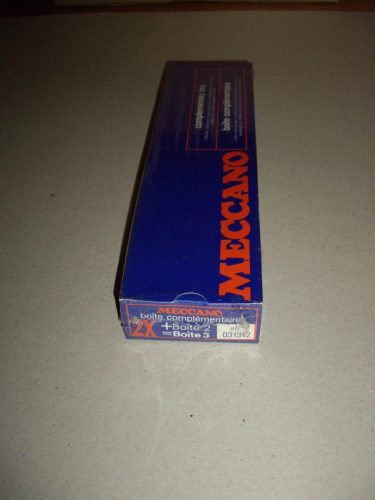 complementary box
boîte complémentaire
MECCANO
MECCANO
boîte complémentaire
2X +Boîte 2
=Boîte 3
031312